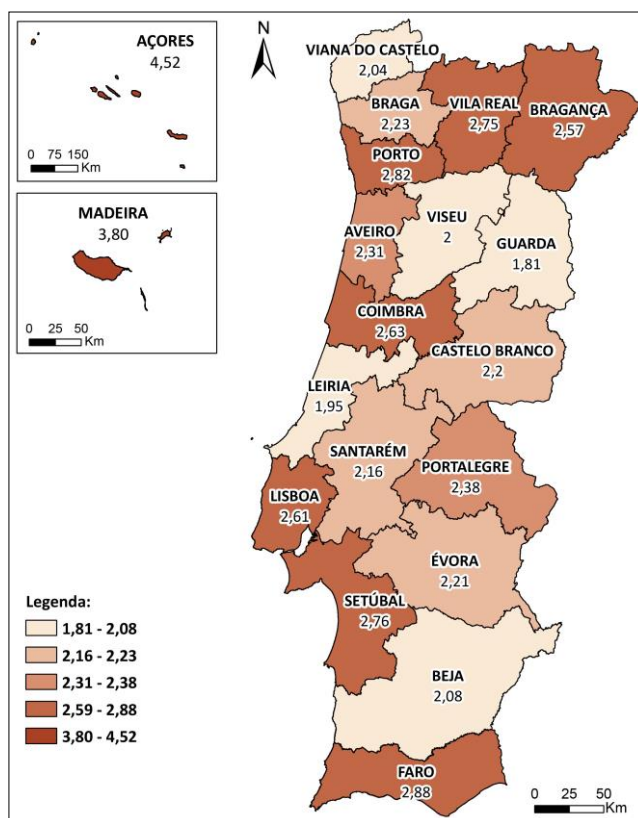 AÇORES
4,52
0 75 150
Km
MADEIRA
3,80
0 25 50
Km
N
VIANA DO CASTELO
2,04
BRAGA
2,23
VILA REAL
2,75
BRAGANÇA
2,57
PORTO
2,82
AVEIRO
2,31
VISEU
2
GUARDA
1,81
COIMBRA
2,63
CASTELO BRANCO
2,2
LEIRIA
1,95
SANTARÉM
2,16
PORTALEGRE
2,38
LISBOA
2,61
ÉVORA
2,21
SETÚBAL
2,76
BEJA
2,08
FARO
2,88
Legenda:
1,81 - 2,08
2,16 - 2,23
2,31 - 2,38
2,59 - 2,88
3,80 - 4,52
0 25 50
Km